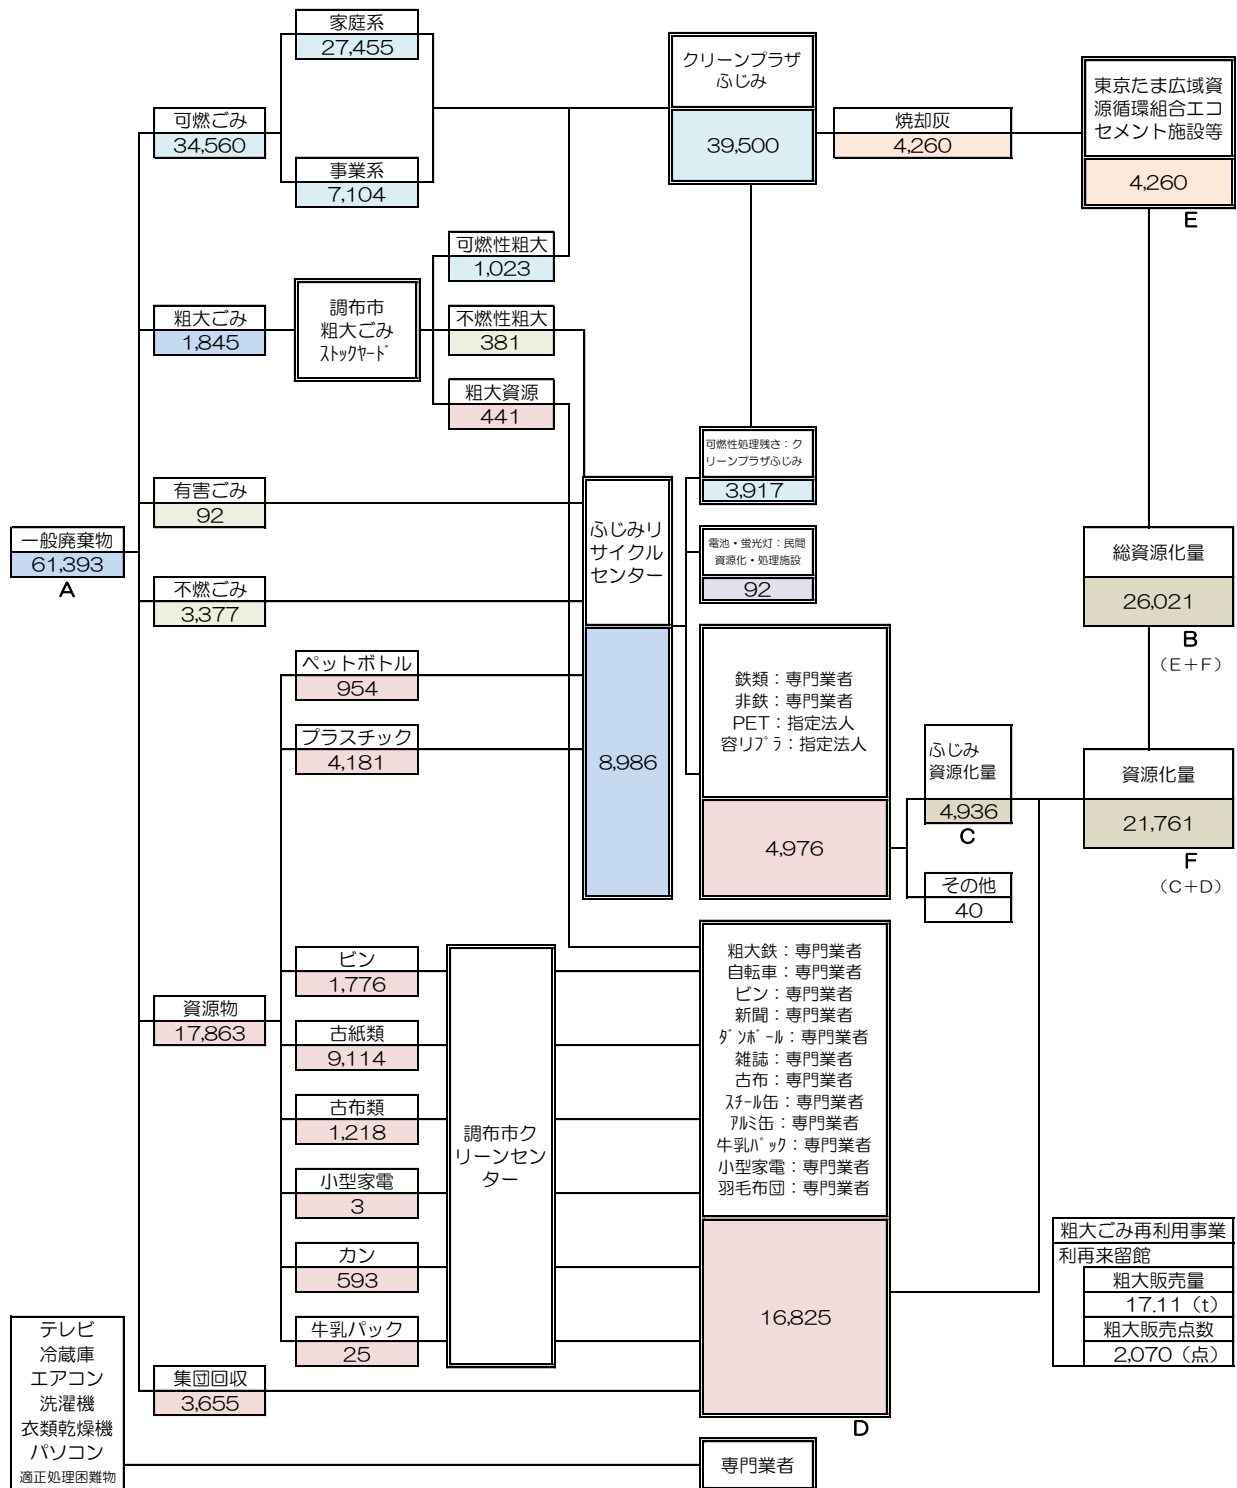 家庭系
27,455
クリーンプラザ
ふじみ
39,500
東京たま広域資
源循環組合エコ
セメント施設等
4,260
E
可燃ごみ
34,560
焼却灰
4,260
事業系
7,104
可燃性粗大
1,023
粗大ごみ
1,845
調布市
粗大ごみ
ｽﾄｯｸﾔｰﾄﾞ
不燃性粗大
381
粗大資源
441
可燃性処理残さ：ク
リーンプラザふじみ
3,917
有害ごみ
92
ふじみリ
サイクル
センター
8,986
一般廃棄物
61,393
A
電池・蛍光灯：民間
資源化・処理施設
92
総資源化量
26,021
B
（E＋F）
不燃ごみ
3,377
ペットボトル
954
プラスチック
4,181
鉄類：専門業者
非鉄：専門業者
PET：指定法人
容リﾌﾟﾗ：指定法人
4,976
ふじみ
資源化量
4,936
C
資源化量
21,761
F
（C＋D）
その他
40
ビン
1,776
資源物
17,863
古紙類
9,114
古布類
1,218
小型家電
3
カン
593
牛乳パック
25
調布市ク
リーンセン
ター
粗大鉄：専門業者
自転車：専門業者
ビン：専門業者
新聞：専門業者
ﾀﾞﾝﾎﾞｰﾙ：専門業者
雑誌：専門業者
古布：専門業者
ｽﾁｰﾙ缶：専門業者
ｱﾙﾐ缶：専門業者
牛乳ﾊﾟｯｸ：専門業者
小型家電：専門業者
羽毛布団：専門業者
16,825
D
粗大ごみ再利用事業
利再来留館
粗大販売量
17.11（t）
粗大販売点数
2,070（点）
集団回収
3,655
テレビ
冷蔵庫
エアコン
洗濯機
衣類乾燥機
パソコン
適正処理困難物
専門業者